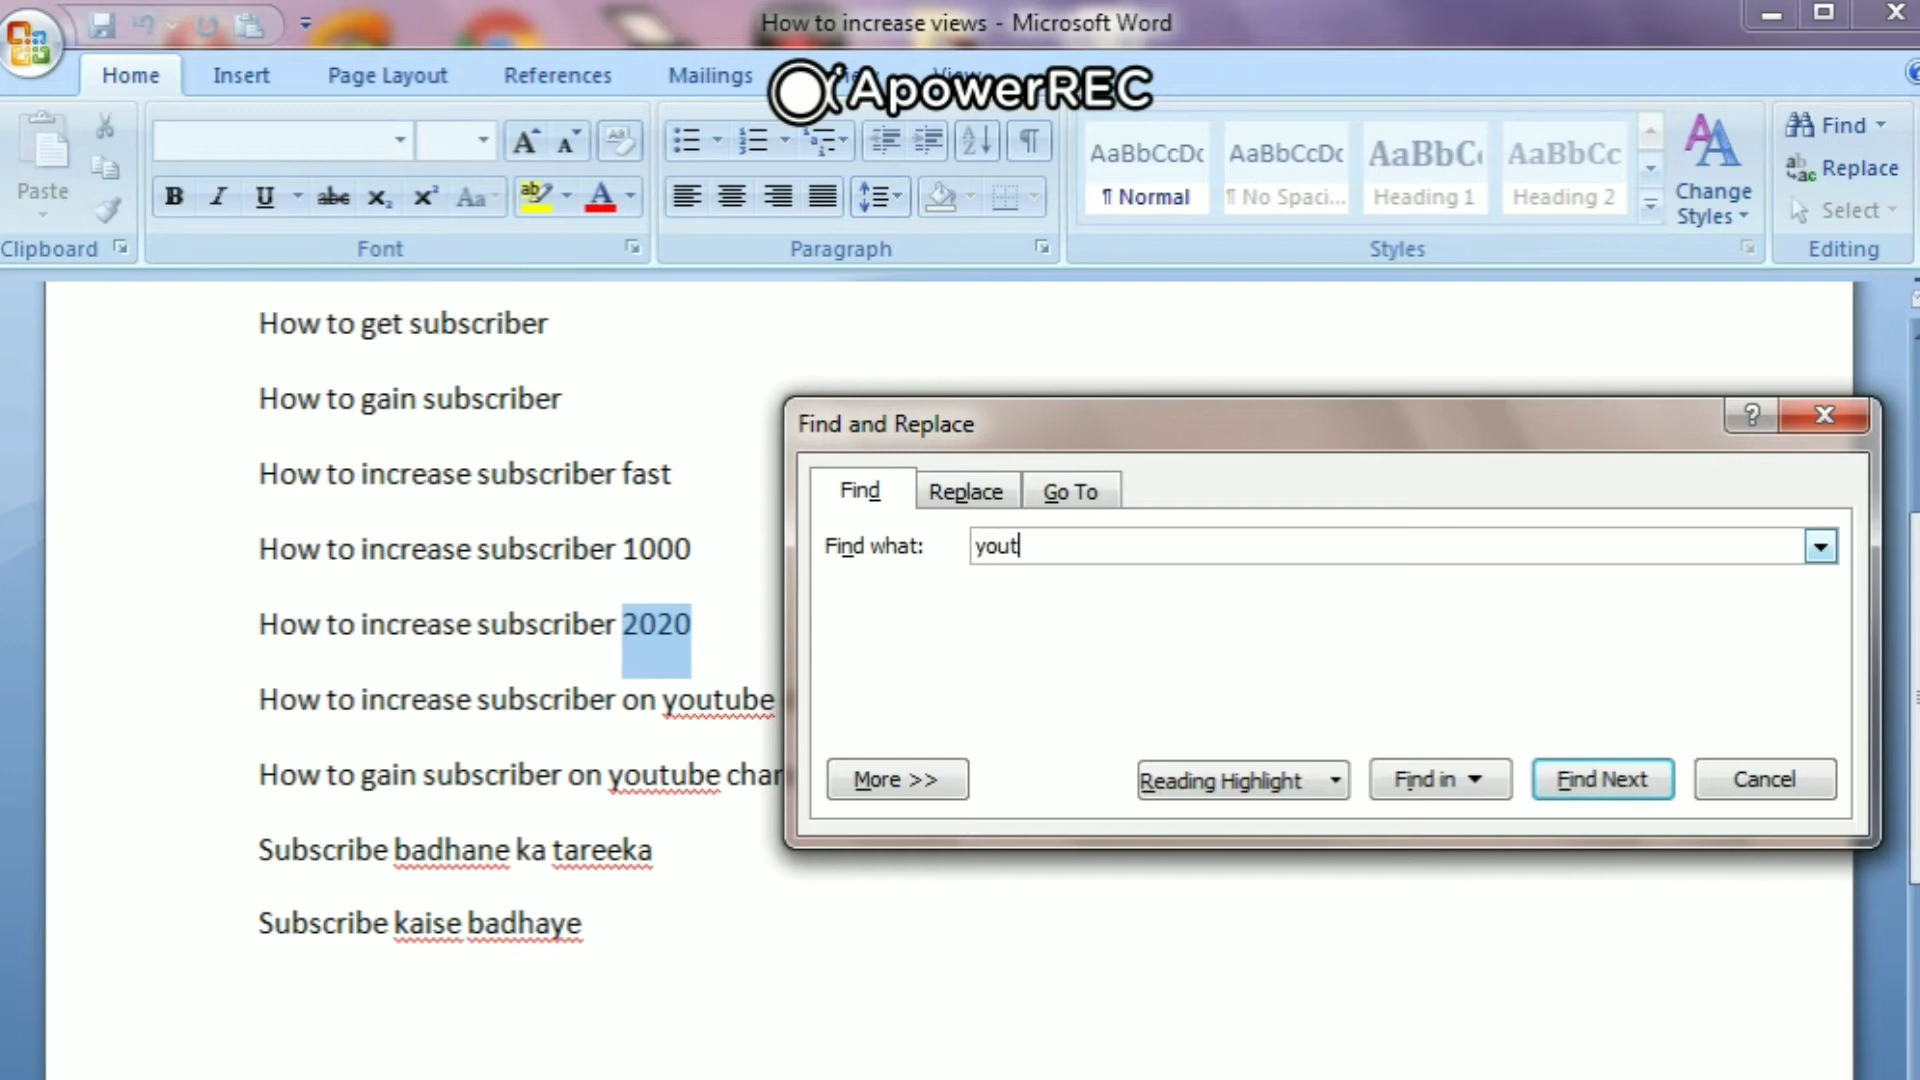 How to increase views - Microsoft Word
Home Insert Page Layout References Mailings
ApowerREC
Paste
AaBbCcDc AaBbCcDc AaBbC AaBbCc
¶ Normal ¶ No Spaci... Heading 1 Heading 2
Change
Styles
Find
Replace
Select
Clipboard Font Paragraph Styles Editing
How to get subscriber
How to gain subscriber
How to increase subscriber fast
How to increase subscriber 1000
How to increase subscriber 2020
How to increase subscriber on youtube
How to gain subscriber on youtube
Subscribe badhane ka tareeka
Subscribe kaise badhaye
Find and Replace
Find Replace Go To
Find what: yout
More >> Reading Highlight Find in Find Next Cancel